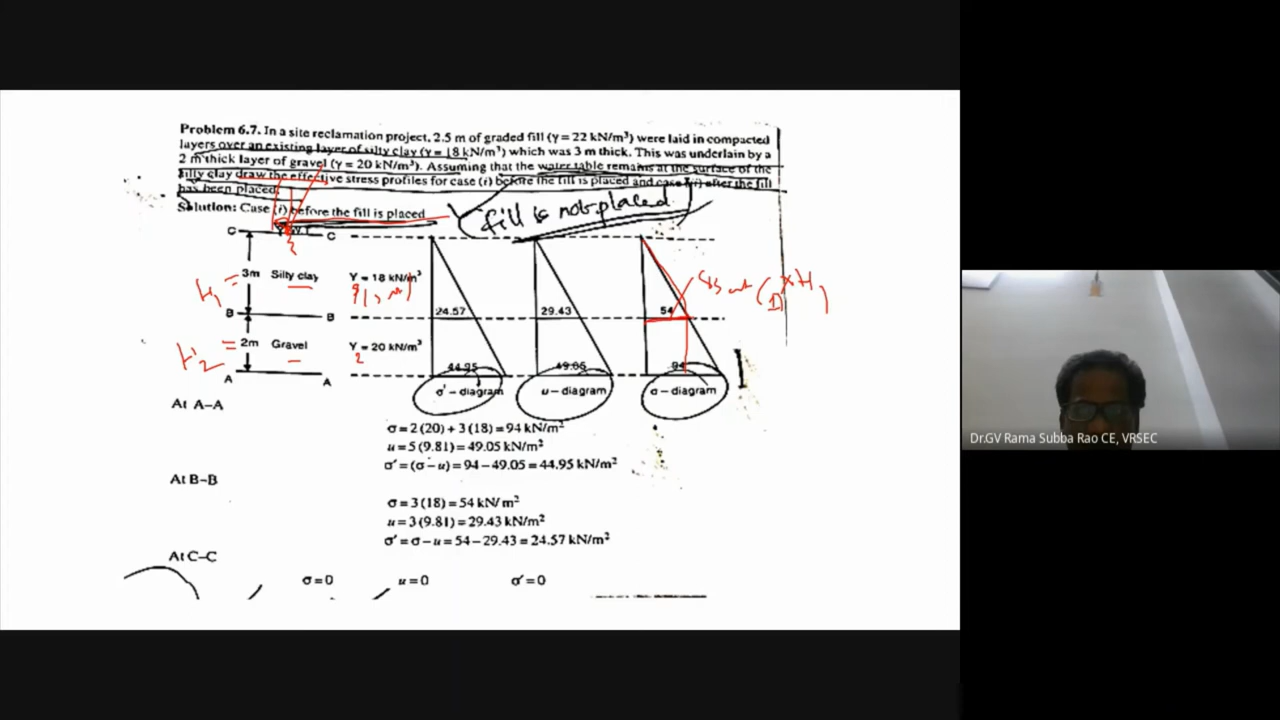 Problem 6.7. In a site reclamation project, 2.5 m of graded fill (γ = 22 kN/m³) were laid in compacted
layers over an existing layer of silty clay (γ = 18 kN/m³) which was 3 m thick. This was underlain by a
2 m thick layer of gravel (γ = 20 kN/m³). Assuming that the water table remains at the surface of the
silty clay draw the effective stress profiles for case (i) before the fill is placed and case (ii) after the fill
has been placed.
Solution: Case (i) before the fill is placed
fill is not placed
C C
H₁ = 3m Silty clay γ = 18 kN/m³
24.57 29.43 54
B B
H₂ = 2m Gravel γ = 20 kN/m³
44.95 49.05 94
A A
σ' – diagram u – diagram σ – diagram
At A–A
σ = 2 (20) + 3 (18) = 94 kN/m²
u = 5 (9.81) = 49.05 kN/m²
σ' = (σ – u) = 94 – 49.05 = 44.95 kN/m²
At B–B
σ = 3 (18) = 54 kN/m²
u = 3 (9.81) = 29.43 kN/m²
σ' = σ – u = 54 – 29.43 = 24.57 kN/m²
At C–C
σ = 0 u = 0 σ' = 0
Dr.GV Rama Subba Rao CE, VRSEC